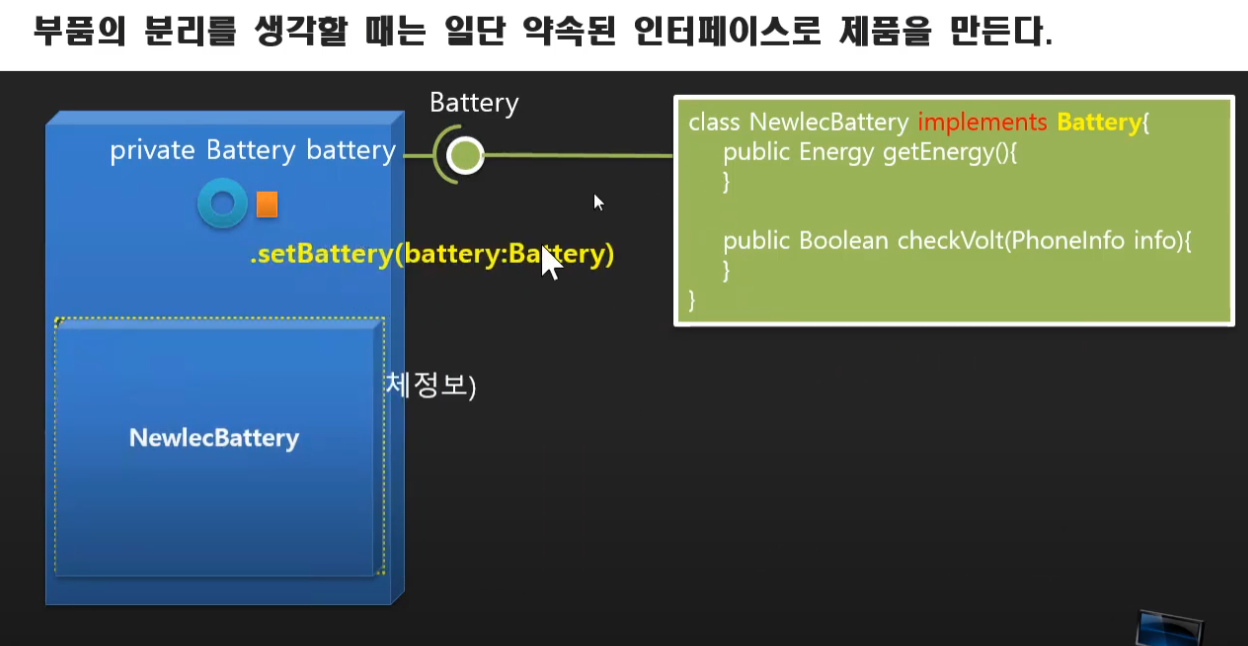 부품의 분리를 생각할 때는 일단 약속된 인터페이스로 제품을 만든다.
Battery
private Battery battery
.setBattery(battery:Battery)
체정보)
NewlecBattery
class NewlecBattery implements Battery{
public Energy getEnergy(){
}
public Boolean checkVolt(PhoneInfo info){
}
}